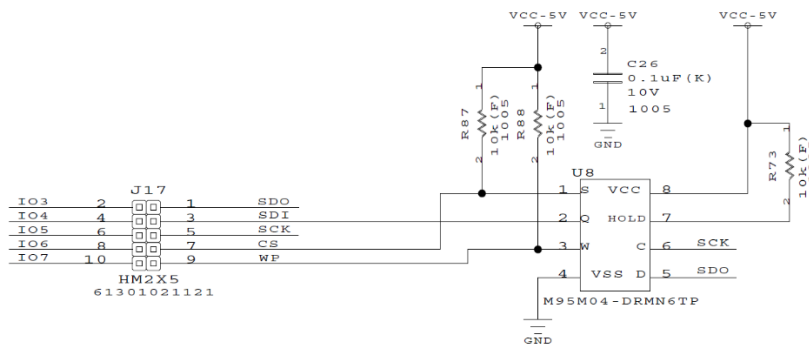 VCC-5V VCC-5V VCC-5V
2
C26
0.1uF(K)
10V
1 1005
GND
1 1
R87 10k(F) 1005
R88 10k(F) 1005
2 2
1
R73 10k(F)
2
J17
IO3 2 1 SDO
IO4 4 3 SDI
IO5 6 5 SCK
IO6 8 7 CS
IO7 10 9 WP
HM2X5
61301021121
U8
1 S VCC 8
2 Q HOLD 7
3 W C 6 SCK
4 VSS D 5 SDO
M95M04-DRMN6TP
GND